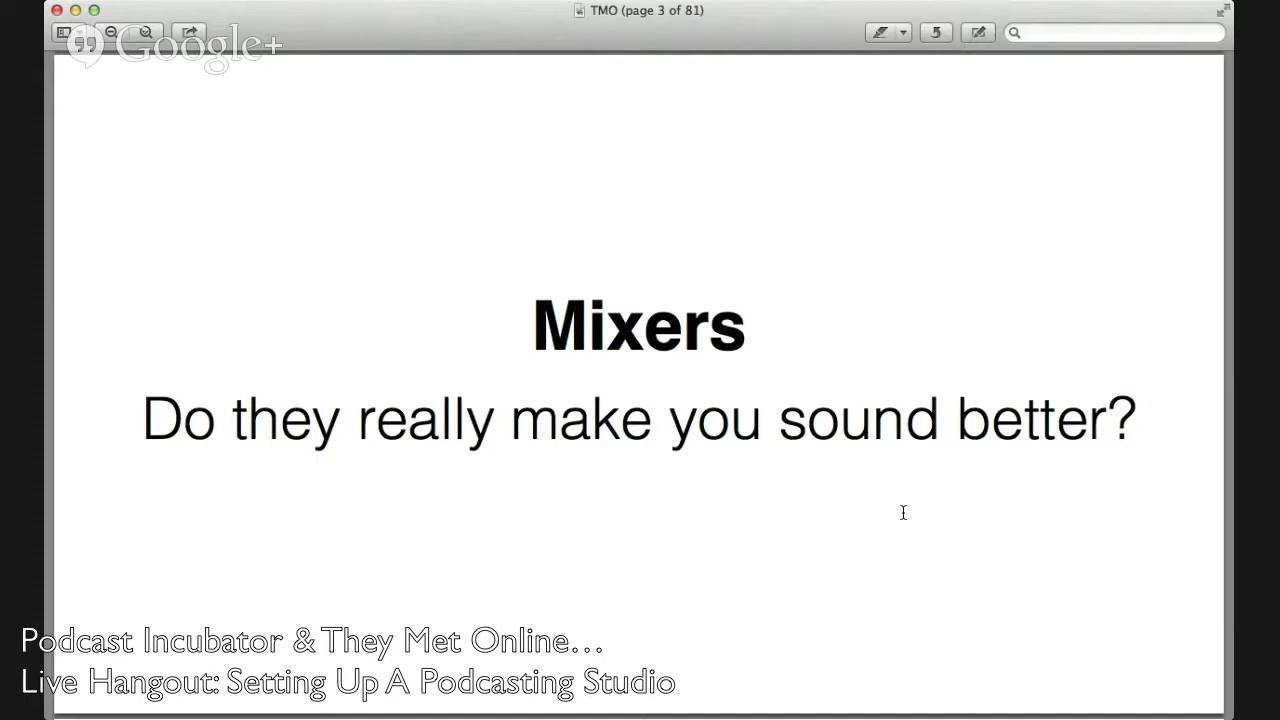 TMO (page 3 of 81)
Google+
Mixers
Do they really make you sound better?
Podcast Incubator & They Met Online...
Live Hangout: Setting Up A Podcasting Studio